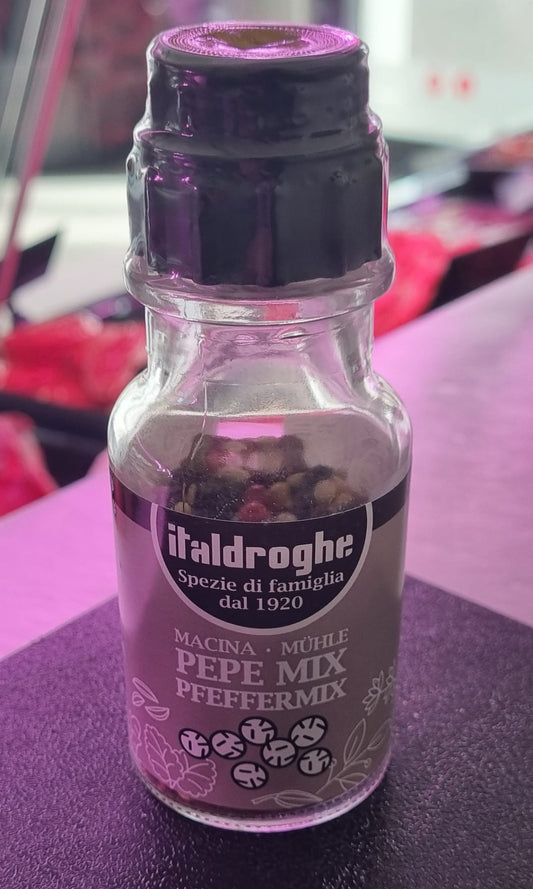 italdroghe
Spezie di famiglia
dal 1920
MACINA · MÜHLE
PEPE MIX
PFEFFERMIX